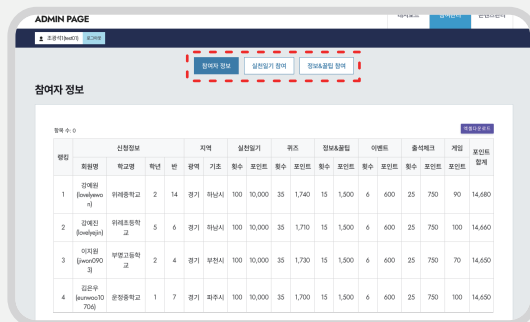 ADMIN PAGE
참여자 정보 실천일기 참여 정보&꿀팁 참여
참여자 정보
항목 수: 0
엑셀다운로드
랭킹 신청정보 지역 실천일기 퀴즈 정보&꿀팁 이벤트 출석체크 게임 포인트 합계
회원명 학교명 학년 반 광역 기초 횟수 포인트 횟수 포인트 횟수 포인트 횟수 포인트 횟수 포인트 포인트
1 강예원 (lovelyewon) 위례중학교 2 14 경기 하남시 100 10,000 35 1,740 15 1,500 6 600 25 750 90 14,680
2 강예진 (lovelyejin) 위례초등학교 5 6 경기 하남시 100 10,000 35 1,710 15 1,500 6 600 25 750 100 14,660
3 이지원 (jiwon0903) 부명고등학교 2 4 경기 부천시 100 10,000 35 1,730 15 1,500 6 600 25 750 70 14,650
4 김은우 (eunwoo10706) 운정중학교 1 7 경기 파주시 100 10,000 35 1,700 15 1,500 6 600 25 750 100 14,650